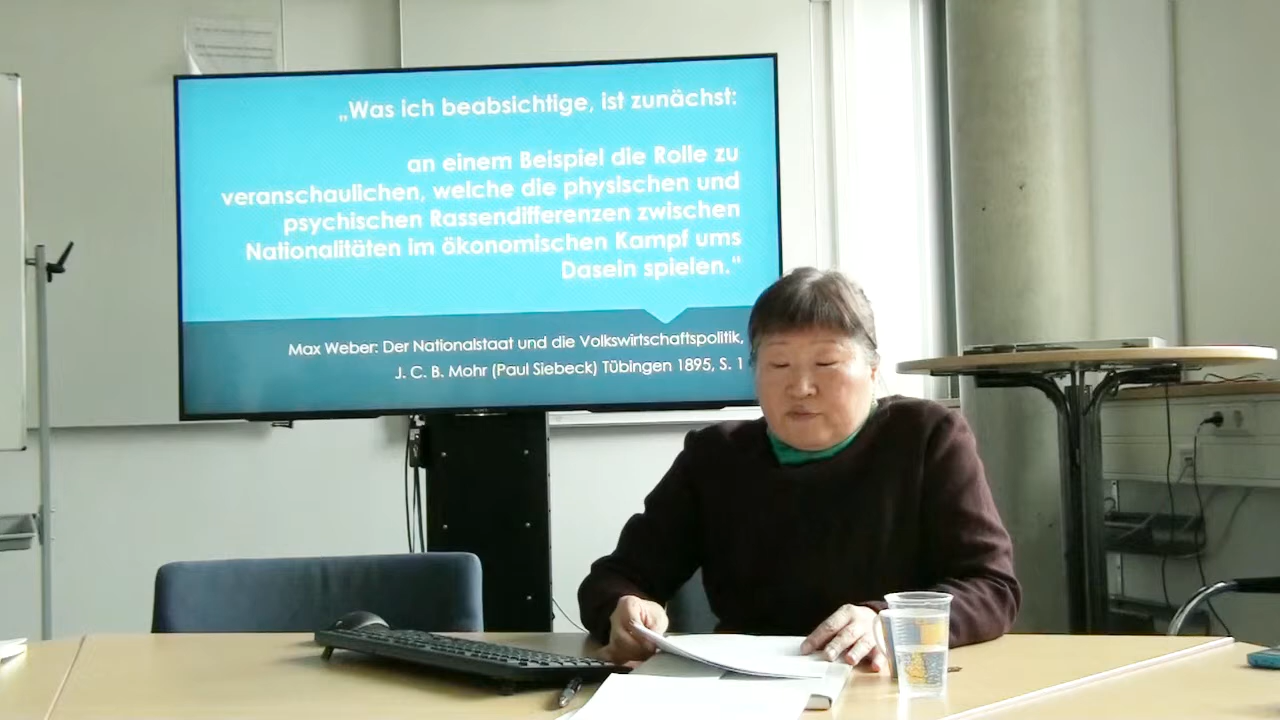 „Was ich beabsichtige, ist zunächst:
an einem Beispiel die Rolle zu
veranschaulichen, welche die physischen und
psychischen Rassendifferenzen zwischen
Nationalitäten im ökonomischen Kampf ums
Dasein spielen."
Max Weber: Der Nationalstaat und die Volkswirtschaftspolitik,
J. C. B. Mohr (Paul Siebeck) Tübingen 1895, S. 1